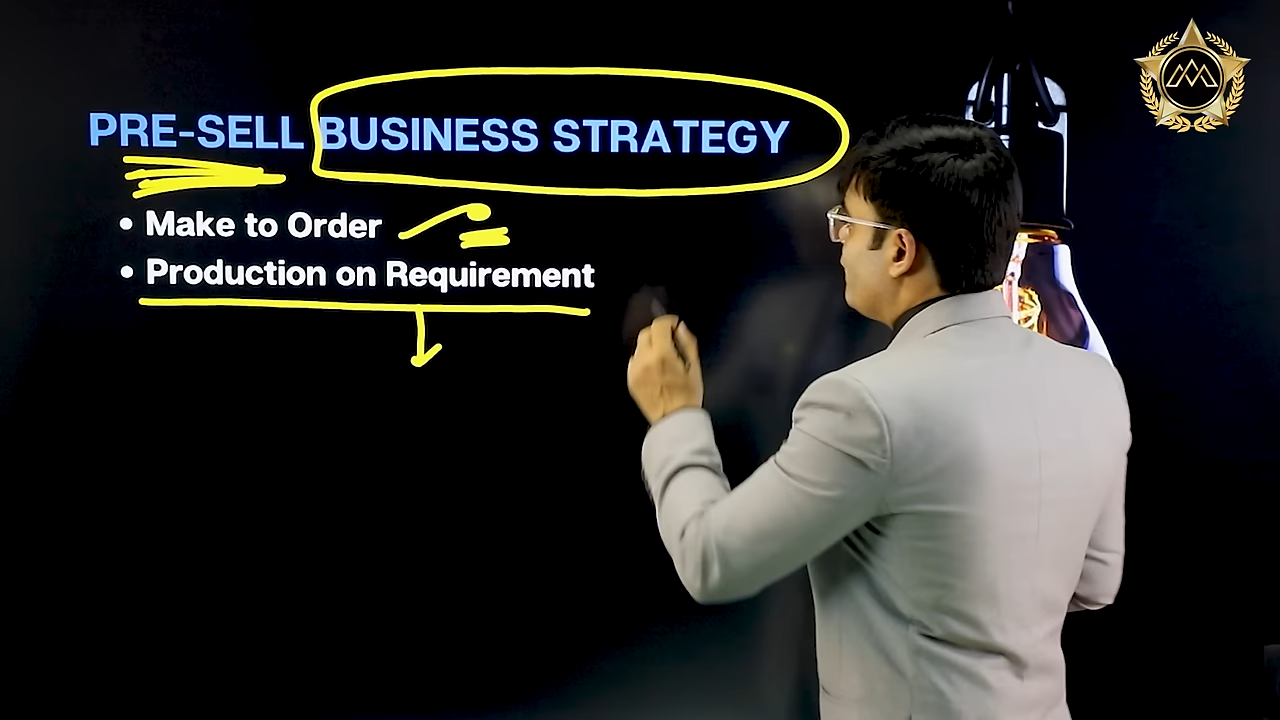 PRE-SELL BUSINESS STRATEGY
• Make to Order
• Production on Requirement